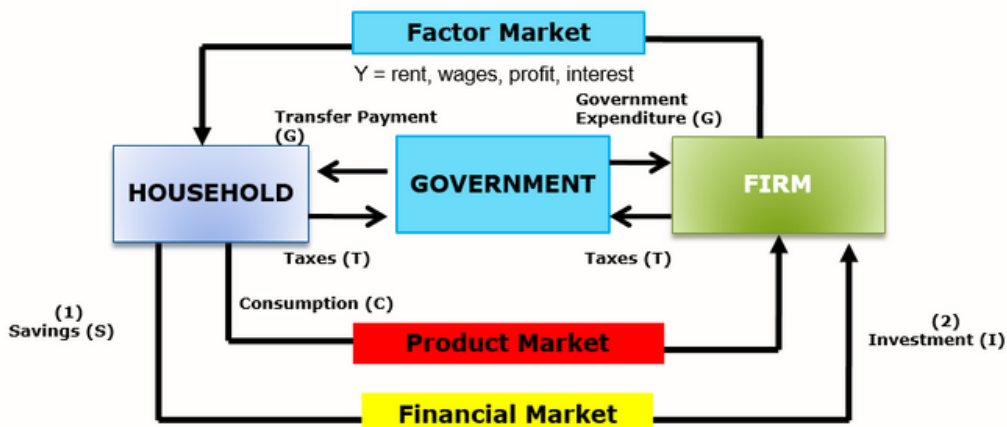 Factor Market
Y = rent, wages, profit, interest
Transfer Payment
(G)
Government
Expenditure (G)
HOUSEHOLD
GOVERNMENT
FIRM
Taxes (T)
Taxes (T)
(1)
Savings (S)
Consumption (C)
Product Market
(2)
Investment (I)
Financial Market